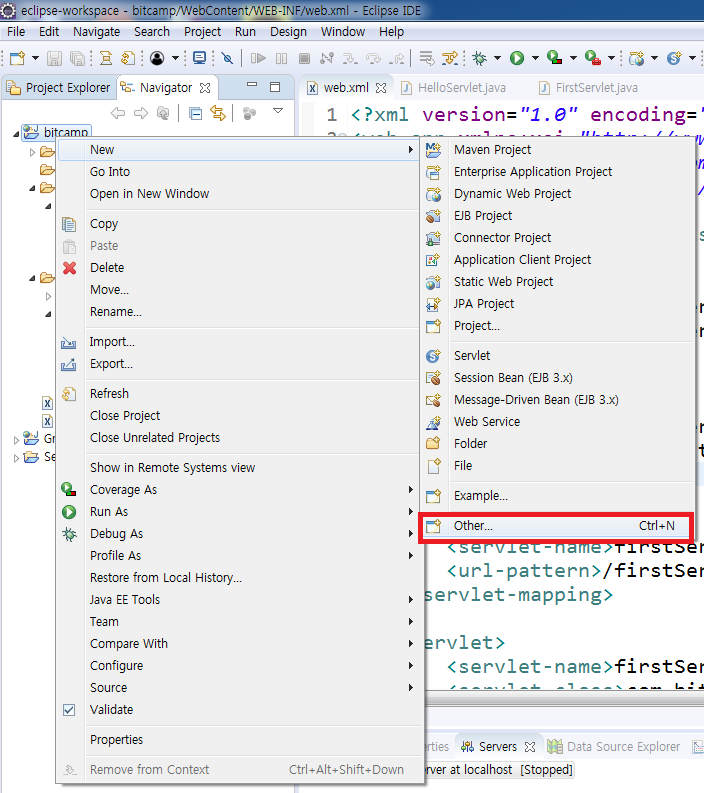 eclipse-workspace - bitcamp/WebContent/WEB-INF/web.xml - Eclipse IDE
File Edit Navigate Search Project Run Design Window Help
Project Explorer Navigator web.xml HelloServlet.java FirstServlet.java
bitcamp
1 <?xml version="1.0" encoding="
New
Go Into
Open in New Window
Copy
Paste
Delete
Move...
Rename...
Import...
Export...
Refresh
Close Project
Close Unrelated Projects
Show in Remote Systems view
Coverage As
Run As
Debug As
Profile As
Restore from Local History...
Java EE Tools
Team
Compare With
Configure
Source
Validate
Properties
Remove from Context Ctrl+Alt+Shift+Down
Maven Project
Enterprise Application Project
Dynamic Web Project
EJB Project
Connector Project
Application Client Project
Static Web Project
JPA Project
Project...
Servlet
Session Bean (EJB 3.x)
Message-Driven Bean (EJB 3.x)
Web Service
Folder
File
Example...
Other... Ctrl+N
<servlet-name>firstSer
<url-pattern>/firstSer
servlet-mapping>
ervlet>
<servlet-name>firstSer
erties Servers Data Source Explorer
erver at localhost [Stopped]